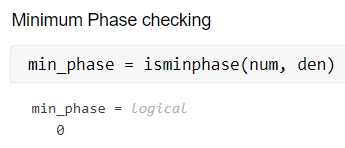 Minimum Phase checking
min_phase = isminphase(num, den)
min_phase = logical
0